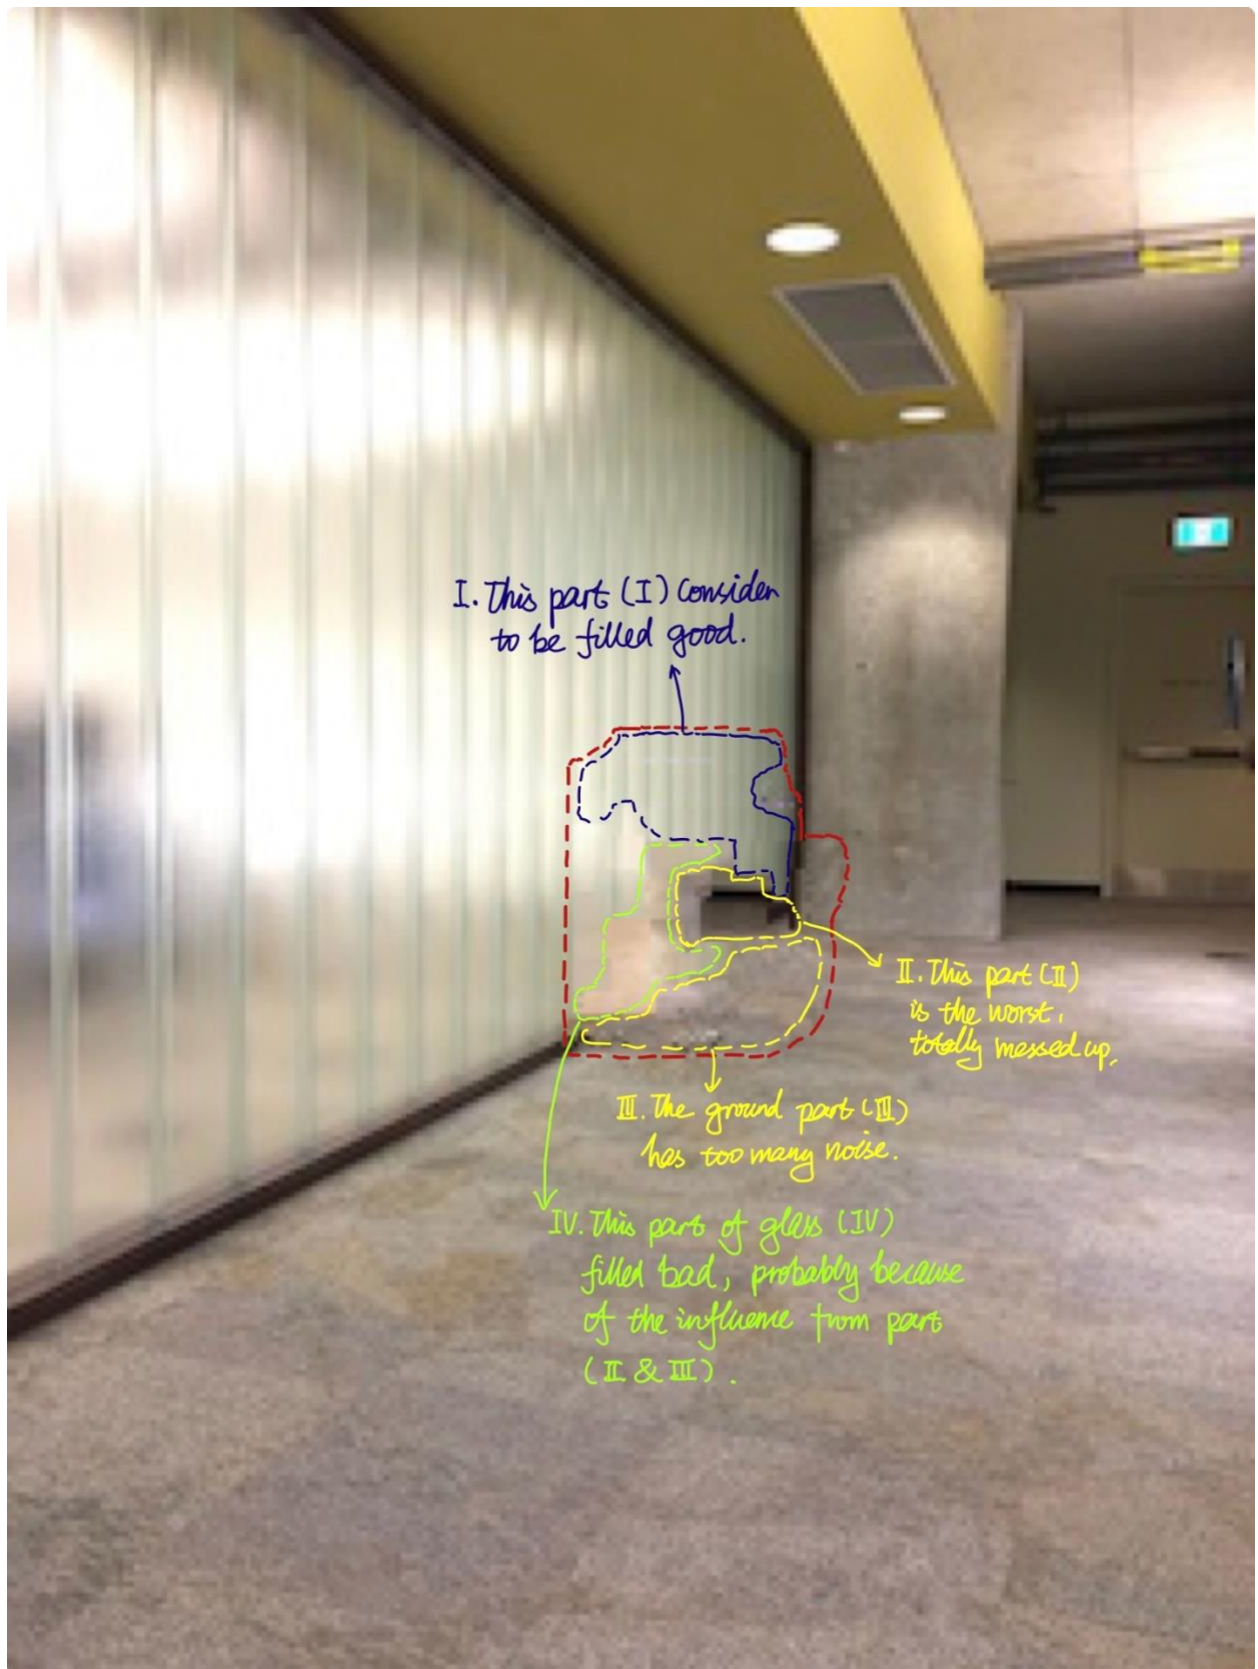 I. This part (I) consider
to be filled good.
II. This part (II)
is the worst,
totally messed up.
III. The ground part (III)
has too many noise.
IV. This part of glass (IV)
filled bad, probably because
of the influence from part
(II & III).